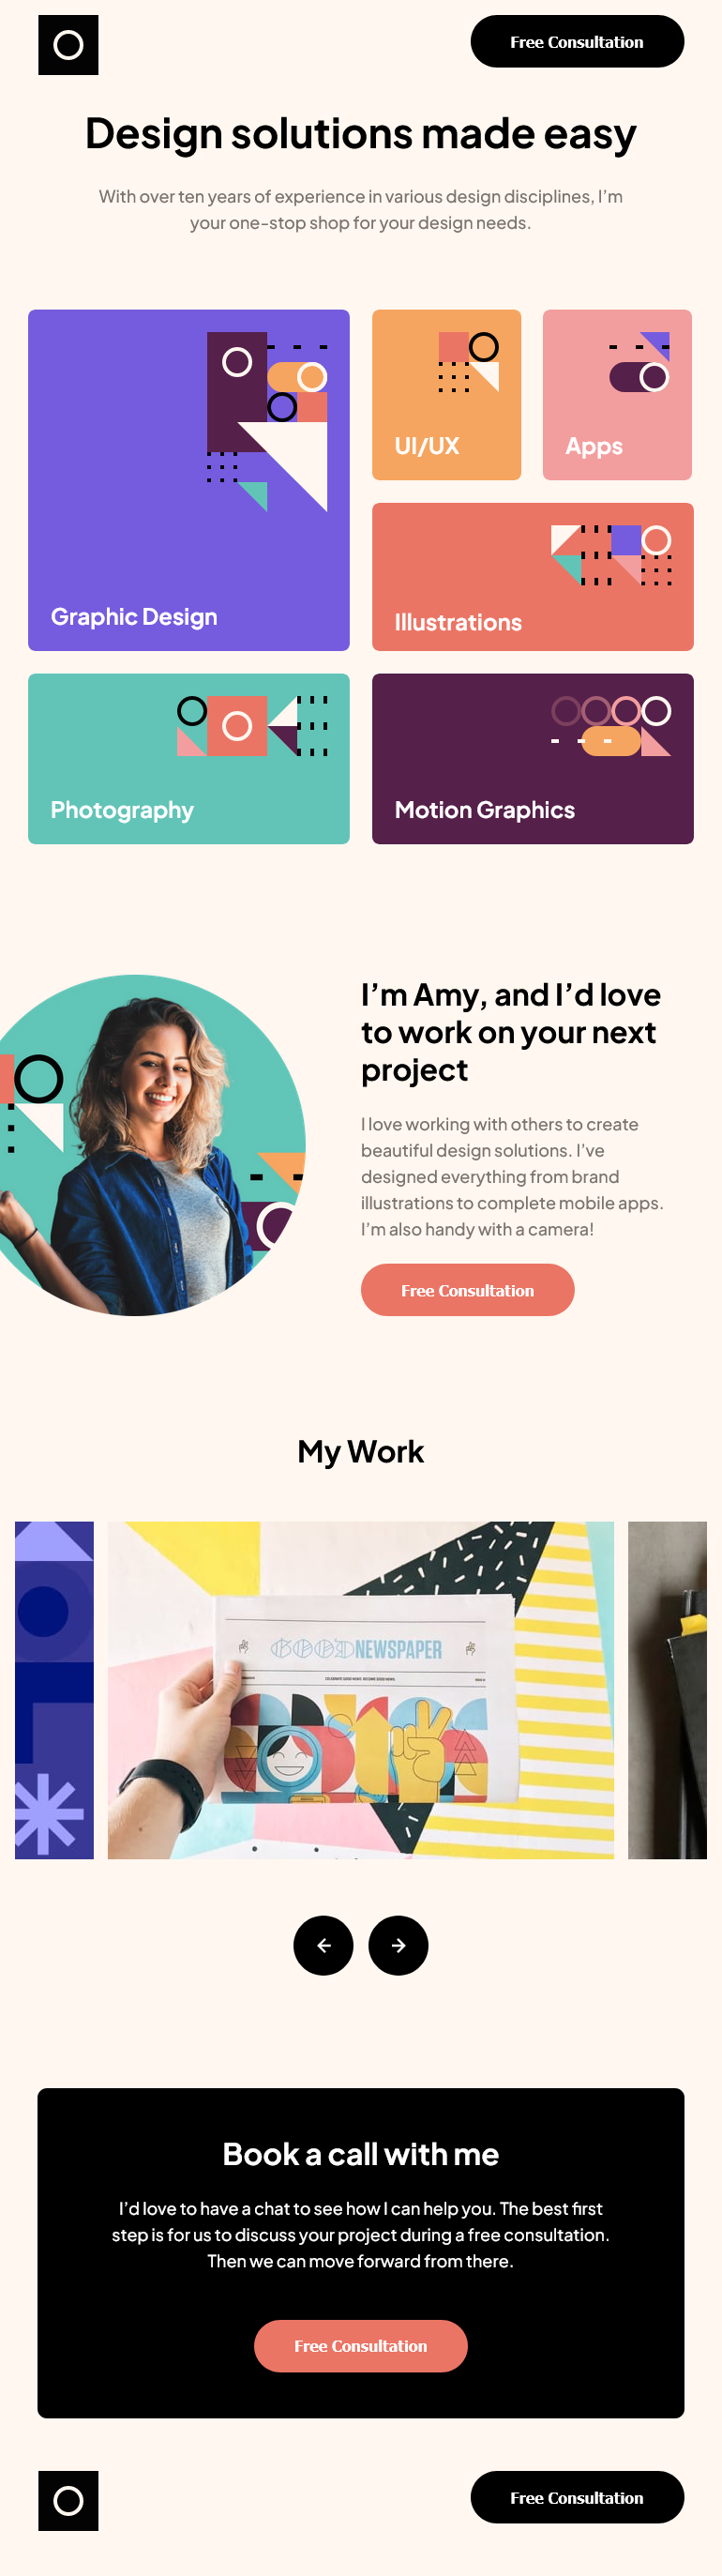 Free Consultation
Design solutions made easy
With over ten years of experience in various design disciplines, I’m
your one-stop shop for your design needs.
Graphic Design
UI/UX
Apps
Illustrations
Photography
Motion Graphics
I’m Amy, and I’d love
to work on your next
project
I love working with others to create
beautiful design solutions. I’ve
designed everything from brand
illustrations to complete mobile apps.
I’m also handy with a camera!
Free Consultation
My Work
GOOD NEWSPAPER
Book a call with me
I’d love to have a chat to see how I can help you. The best first
step is for us to discuss your project during a free consultation.
Then we can move forward from there.
Free Consultation
Free Consultation